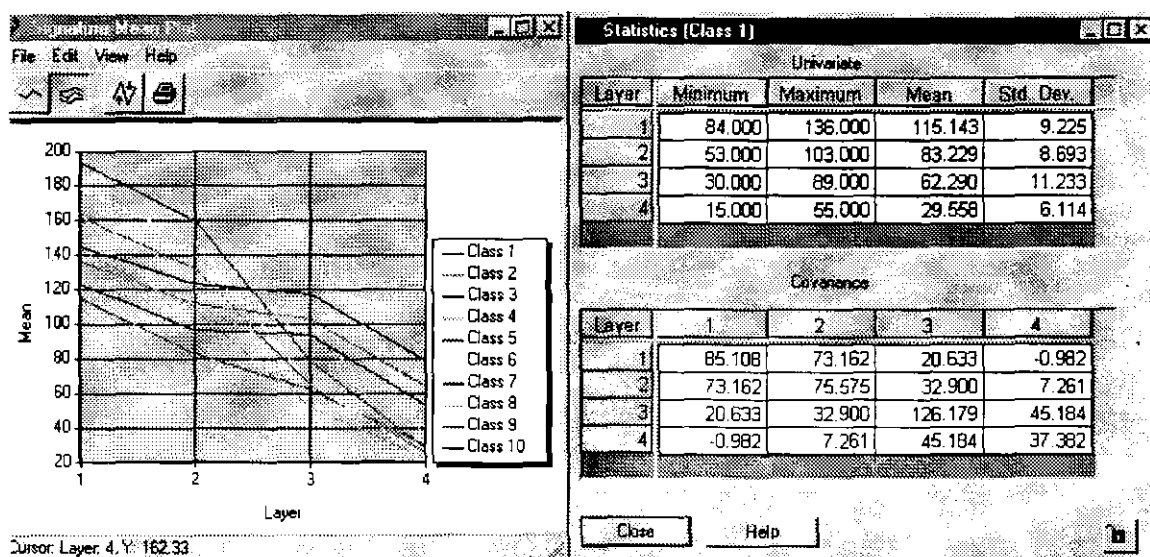 Signature Mean Plot
File Edit View Help
200
180
160
140
120
100
80
60
40
20
Mean
1 2 3 4
Layer
Class 1
Class 2
Class 3
Class 4
Class 5
Class 6
Class 7
Class 8
Class 9
Class 10
Cursor: Layer: 4, Y: 162.33
Statistics (Class 1)
Univariate
Layer Minimum Maximum Mean Std. Dev.
1 84.000 136.000 115.143 9.225
2 53.000 103.000 83.229 8.693
3 30.000 89.000 62.290 11.233
4 15.000 55.000 29.558 6.114
Covariance
Layer 1 2 3 4
1 85.108 73.162 20.633 -0.982
2 73.162 75.575 32.900 7.261
3 20.633 32.900 126.179 45.184
4 -0.982 7.261 45.184 37.382
Close Help